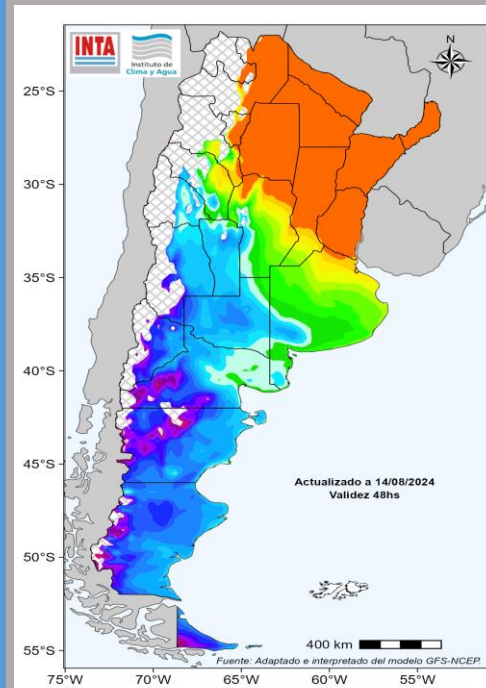 INTA
Instituto de
Clima y Agua
N
25°S
30°S
35°S
40°S
45°S
50°S
55°S
Actualizado a 14/08/2024
Validez 48hs
400 km
Fuente: Adaptado e interpretado del modelo GFS-NCEP.
75°W
70°W
65°W
60°W
55°W